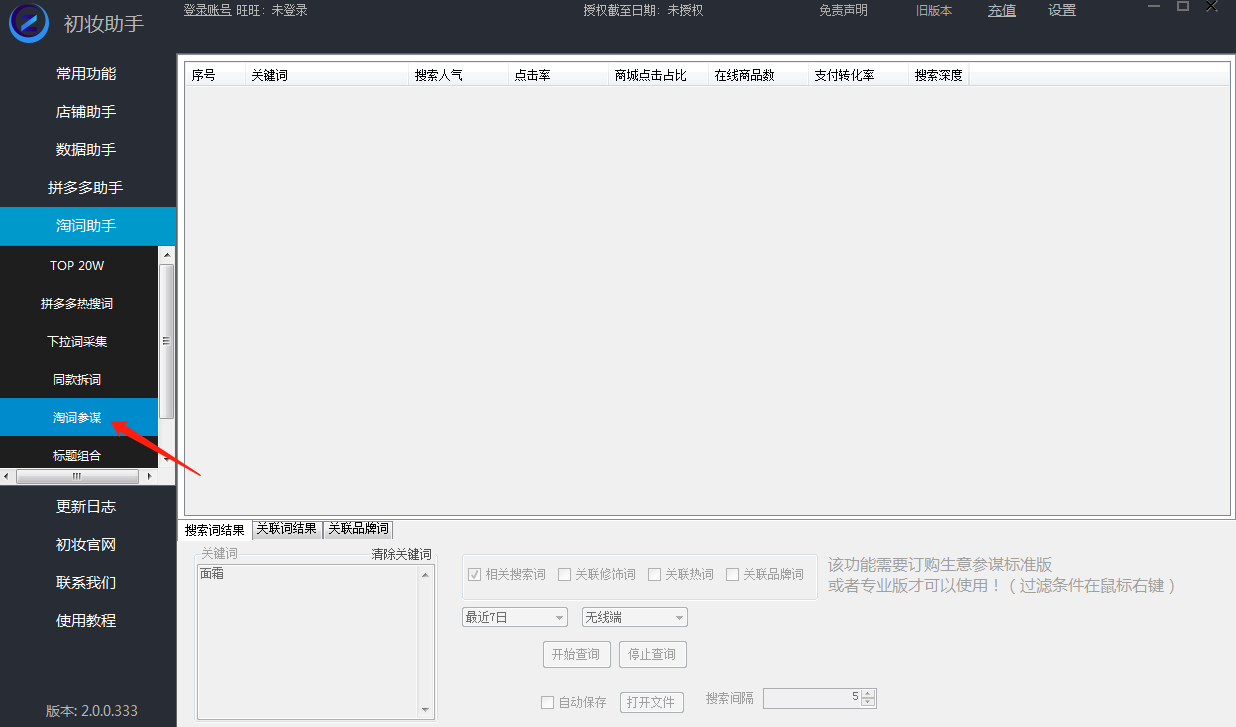 初妆助手
登录账号 旺旺：未登录 授权截至日期：未授权 免责声明 旧版本 充值 设置
常用功能
店铺助手
数据助手
拼多多助手
淘词助手
TOP 20W
拼多多热搜词
下拉词采集
同款拆词
淘词参谋
标题组合
更新日志
初妆官网
联系我们
使用教程
版本: 2.0.0.333
序号 关键词 搜索人气 点击率 商城点击占比 在线商品数 支付转化率 搜索深度
搜索词结果 关联词结果 关联品牌词
关键词 清除关键词
面霜
相关搜索词 关联修饰词 关联热词 关联品牌词
该功能需要订购生意参谋标准版
或者专业版才可以使用！(过滤条件在鼠标右键)
最近7日 无线端
开始查询 停止查询
自动保存 打开文件 搜索间隔 5